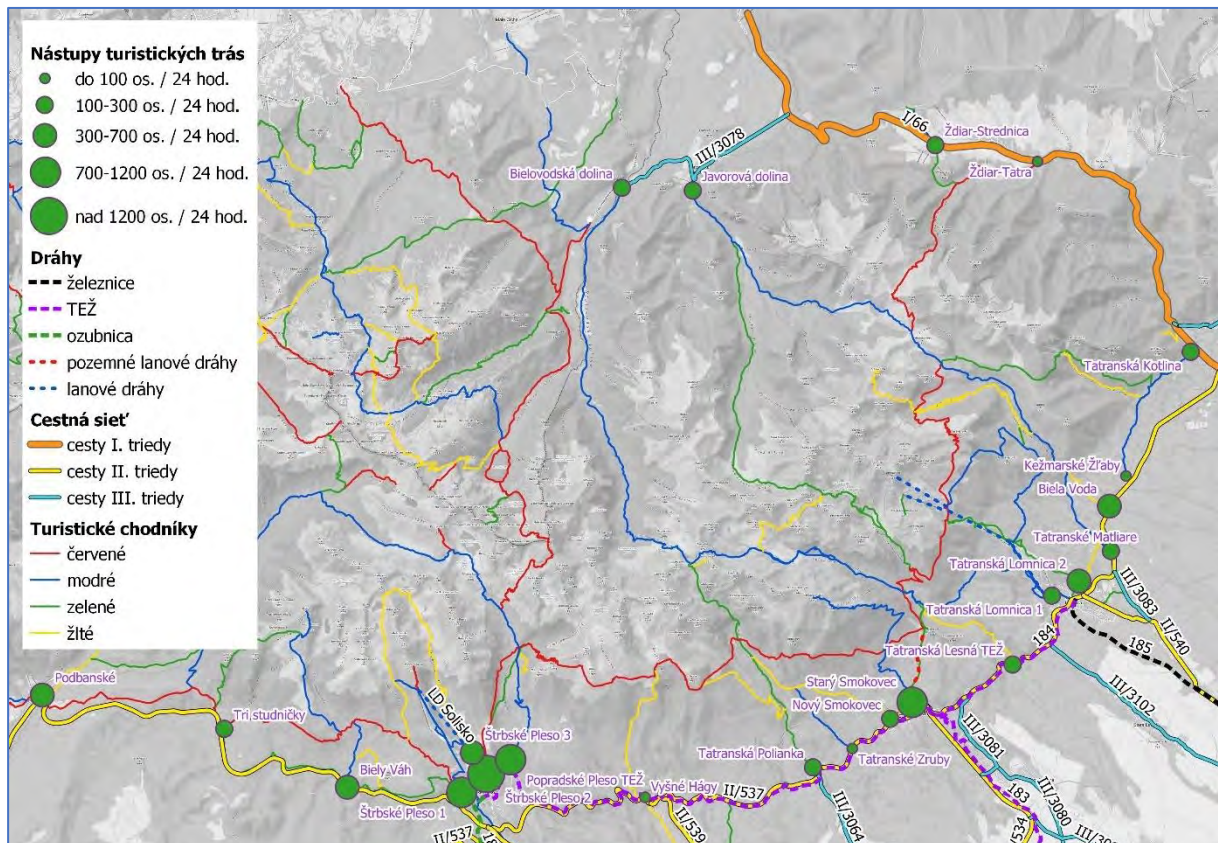 Nástupy turistických trás
do 100 os. / 24 hod.
100-300 os. / 24 hod.
300-700 os. / 24 hod.
700-1200 os. / 24 hod.
nad 1200 os. / 24 hod.
Dráhy
železnice
TEŽ
ozubnica
pozemné lanové dráhy
lanové dráhy
Cestná sieť
cesty I. triedy
cesty II. triedy
cesty III. triedy
Turistické chodníky
červené
modré
zelené
žlté
I/66
Ždiar-Strednica
III/3078
Ždiar-Tatra
Bielovodská dolina
Javorová dolina
Tatranská Kotlina
Kežmarské Žľaby
Biela Voda
Tatranské Matliare
Tatranská Lomnica 2
Tatranská Lomnica 1
III/3083
II/540
184
185
Tatranská Lesná TEŽ
III/3102
Starý Smokovec
Nový Smokovec
Podbanské
Tri studničky
LD Solisko
Štrbské Pleso 3
III/3081
Tatranská Polianka
Tatranské Zruby
Biely Váh
Popradské Pleso TEŽ
Vyšné Hágy
Štrbské Pleso 2
II/537
183
Štrbské Pleso 1
III/3080
II/537
II/539
III/3064
534